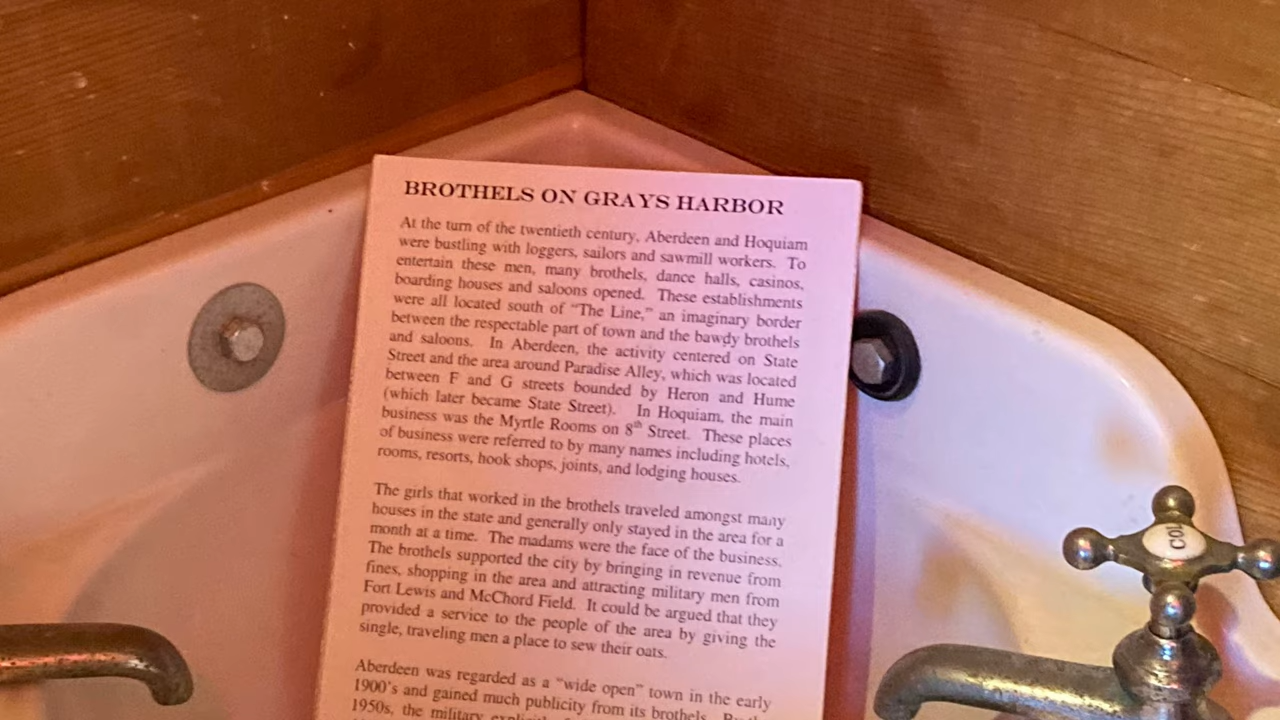 BROTHELS ON GRAYS HARBOR
At the turn of the twentieth century, Aberdeen and Hoquiam
were bustling with loggers, sailors and sawmill workers. To
entertain these men, many brothels, dance halls, casinos,
boarding houses and saloons opened. These establishments
were all located south of “The Line,” an imaginary border
between the respectable part of town and the bawdy brothels
and saloons. In Aberdeen, the activity centered on State
Street and the area around Paradise Alley, which was located
between F and G streets bounded by Heron and Hume
(which later became State Street). In Hoquiam, the main
business was the Myrtle Rooms on 8th Street. These places
of business were referred to by many names including hotels,
rooms, resorts, hook shops, joints, and lodging houses.
The girls that worked in the brothels traveled amongst many
houses in the state and generally only stayed in the area for a
month at a time. The madams were the face of the business.
The brothels supported the city by bringing in revenue from
fines, shopping in the area and attracting military men from
Fort Lewis and McChord Field. It could be argued that they
provided a service to the people of the area by giving the
single, traveling men a place to sew their oats.
Aberdeen was regarded as a “wide open” town in the early
1900’s and gained much publicity from its brothels. By the
1950s, the military
COL